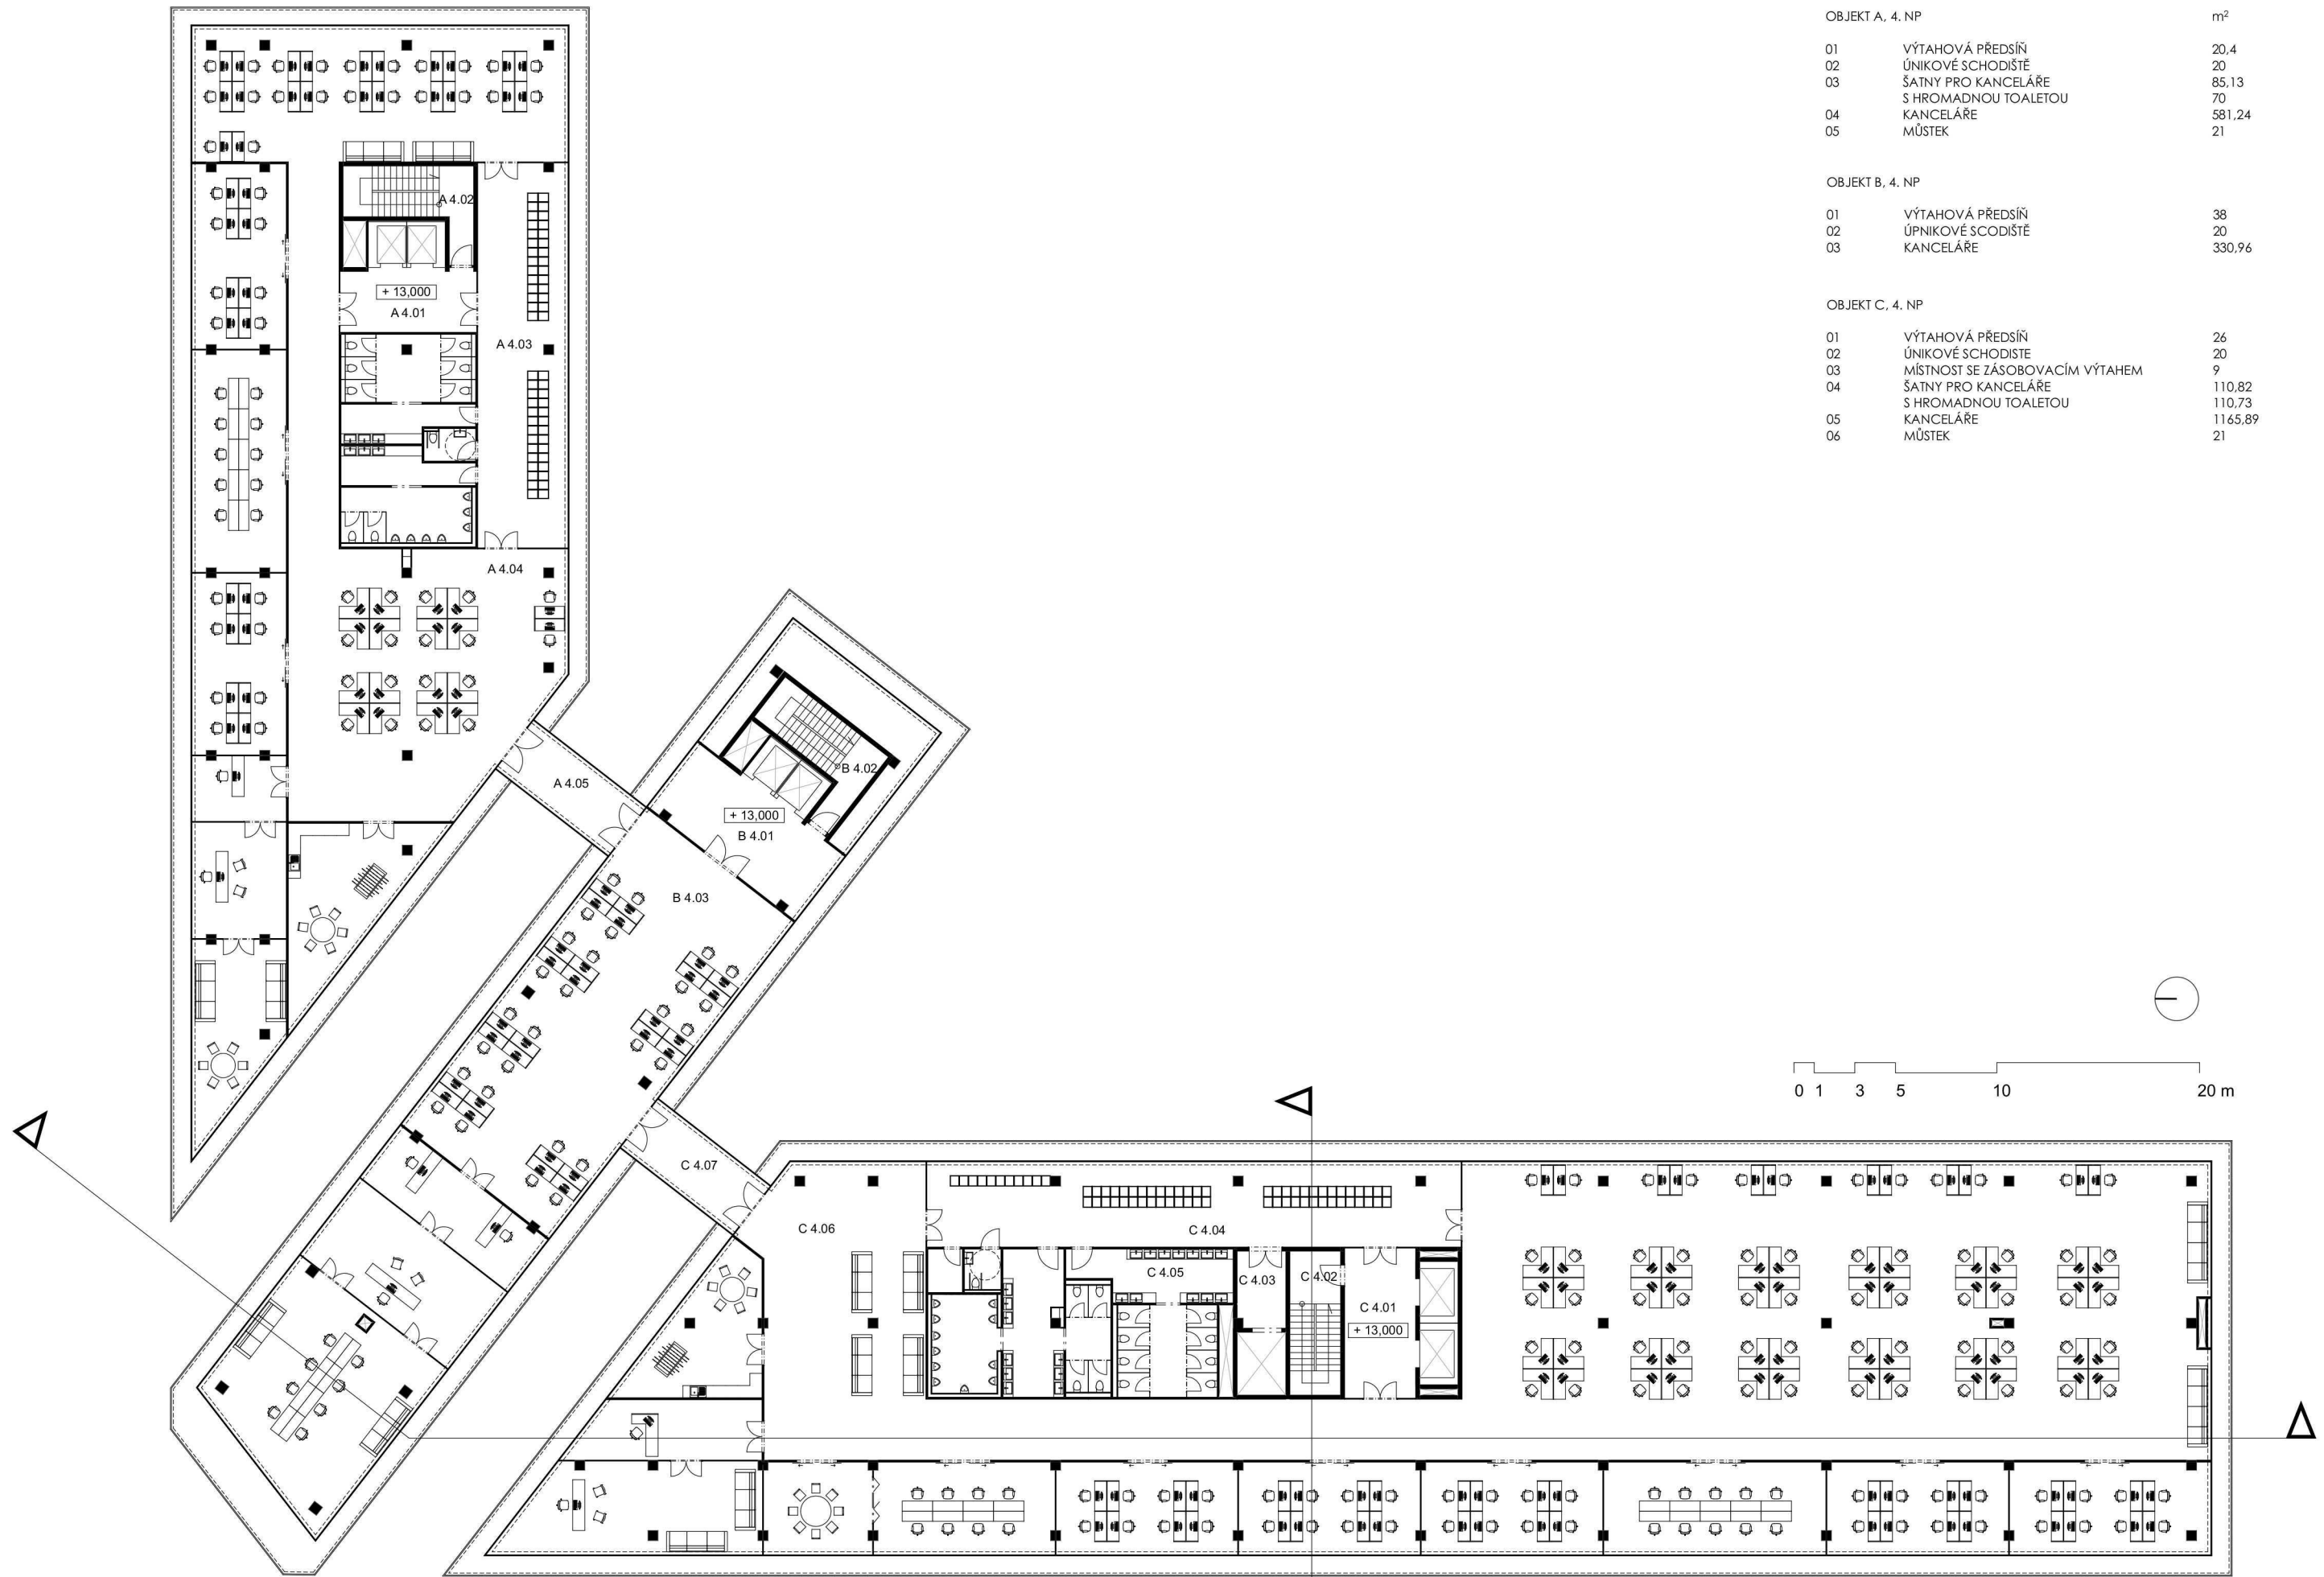 OBJEKT A, 4. NP m²
01 VÝTAHOVÁ PŘEDSÍŇ 20,4
02 ÚNIKOVÉ SCHODIŠTĚ 20
03 ŠATNY PRO KANCELÁŘE 85,13
S HROMADNOU TOALETOU 70
04 KANCELÁŘE 581,24
05 MŮSTEK 21
OBJEKT B, 4. NP
01 VÝTAHOVÁ PŘEDSÍŇ 38
02 ÚPNIKOVÉ SCODIŠTĚ 20
03 KANCELÁŘE 330,96
OBJEKT C, 4. NP
01 VÝTAHOVÁ PŘEDSÍŇ 26
02 ÚNIKOVÉ SCHODISTE 20
03 MÍSTNOST SE ZÁSOBOVACÍM VÝTAHEM 9
04 ŠATNY PRO KANCELÁŘE 110,82
S HROMADNOU TOALETOU 110,73
05 KANCELÁŘE 1165,89
06 MŮSTEK 21
A 4.02
+ 13,000
A 4.01
A 4.03
A 4.04
A 4.05
B 4.02
+ 13,000
B 4.01
B 4.03
0 1 3 5 10 20 m
C 4.07
C 4.06
C 4.04
C 4.05
C 4.03
C 4.02
C 4.01
+ 13,000